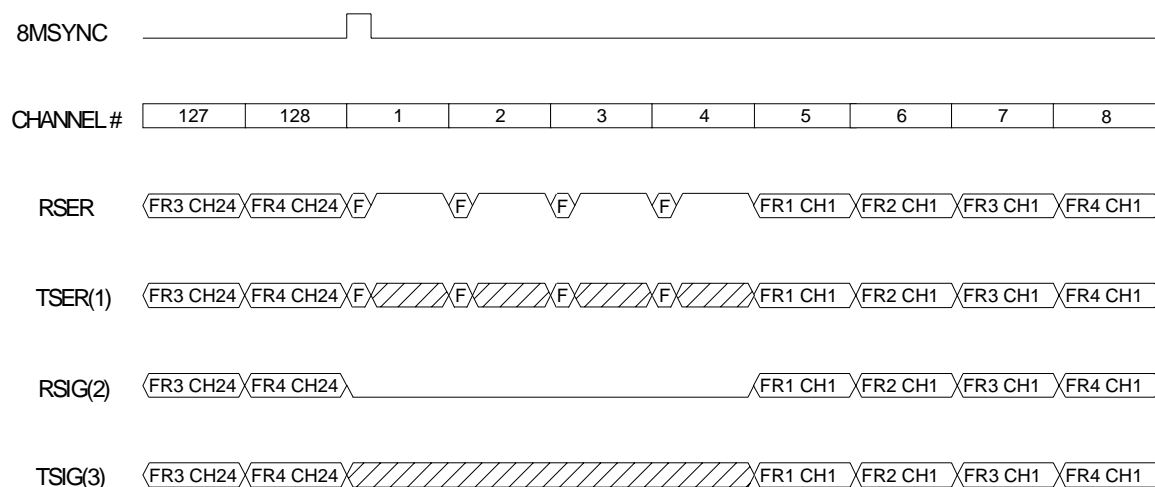 8MSYNC
CHANNEL # 127 128 1 2 3 4 5 6 7 8
RSER FR3 CH24 FR4 CH24 F F F F FR1 CH1 FR2 CH1 FR3 CH1 FR4 CH1
TSER(1) FR3 CH24 FR4 CH24 F F F F FR1 CH1 FR2 CH1 FR3 CH1 FR4 CH1
RSIG(2) FR3 CH24 FR4 CH24 FR1 CH1 FR2 CH1 FR3 CH1 FR4 CH1
TSIG(3) FR3 CH24 FR4 CH24 FR1 CH1 FR2 CH1 FR3 CH1 FR4 CH1